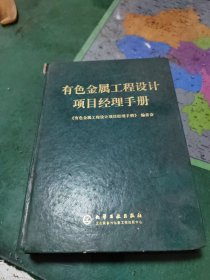 有色金属工程设计
项目经理手册
《有色金属工程设计项目经理手册》 编委会
化学工业出版社